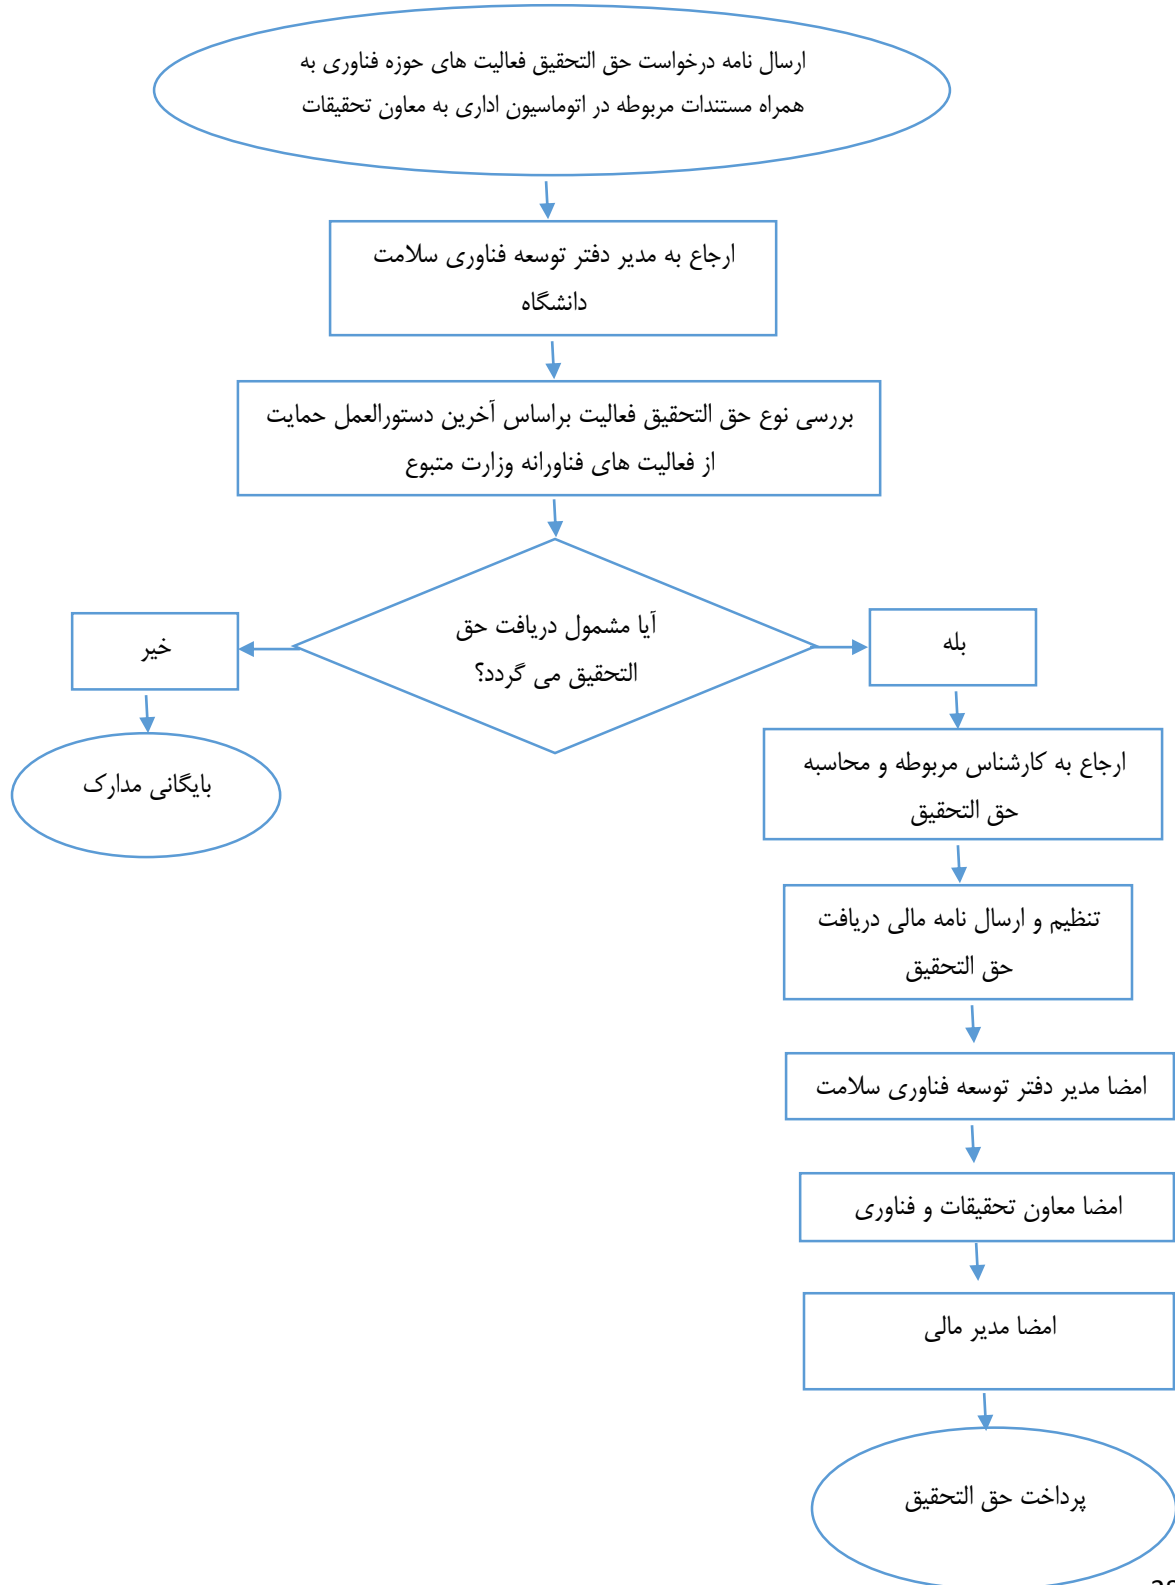 ارسال نامه درخواست حق التحقیق فعالیت های حوزه فناوری به
همراه مستندات مربوطه در اتوماسیون اداری به معاون تحقیقات
ارجاع به مدیر دفتر توسعه فناوری سلامت
دانشگاه
بررسی نوع حق التحقیق فعالیت براساس آخرین دستورالعمل حمایت
از فعالیت های فناورانه وزارت متبوع
آیا مشمول دریافت حق
التحقیق می گردد؟
بله
خیر
ارجاع به کارشناس مربوطه و محاسبه
حق التحقیق
بایگانی مدارک
تنظیم و ارسال نامه مالی دریافت
حق التحقیق
امضا مدیر دفتر توسعه فناوری سلامت
امضا معاون تحقیقات و فناوری
امضا مدیر مالی
پرداخت حق التحقیق